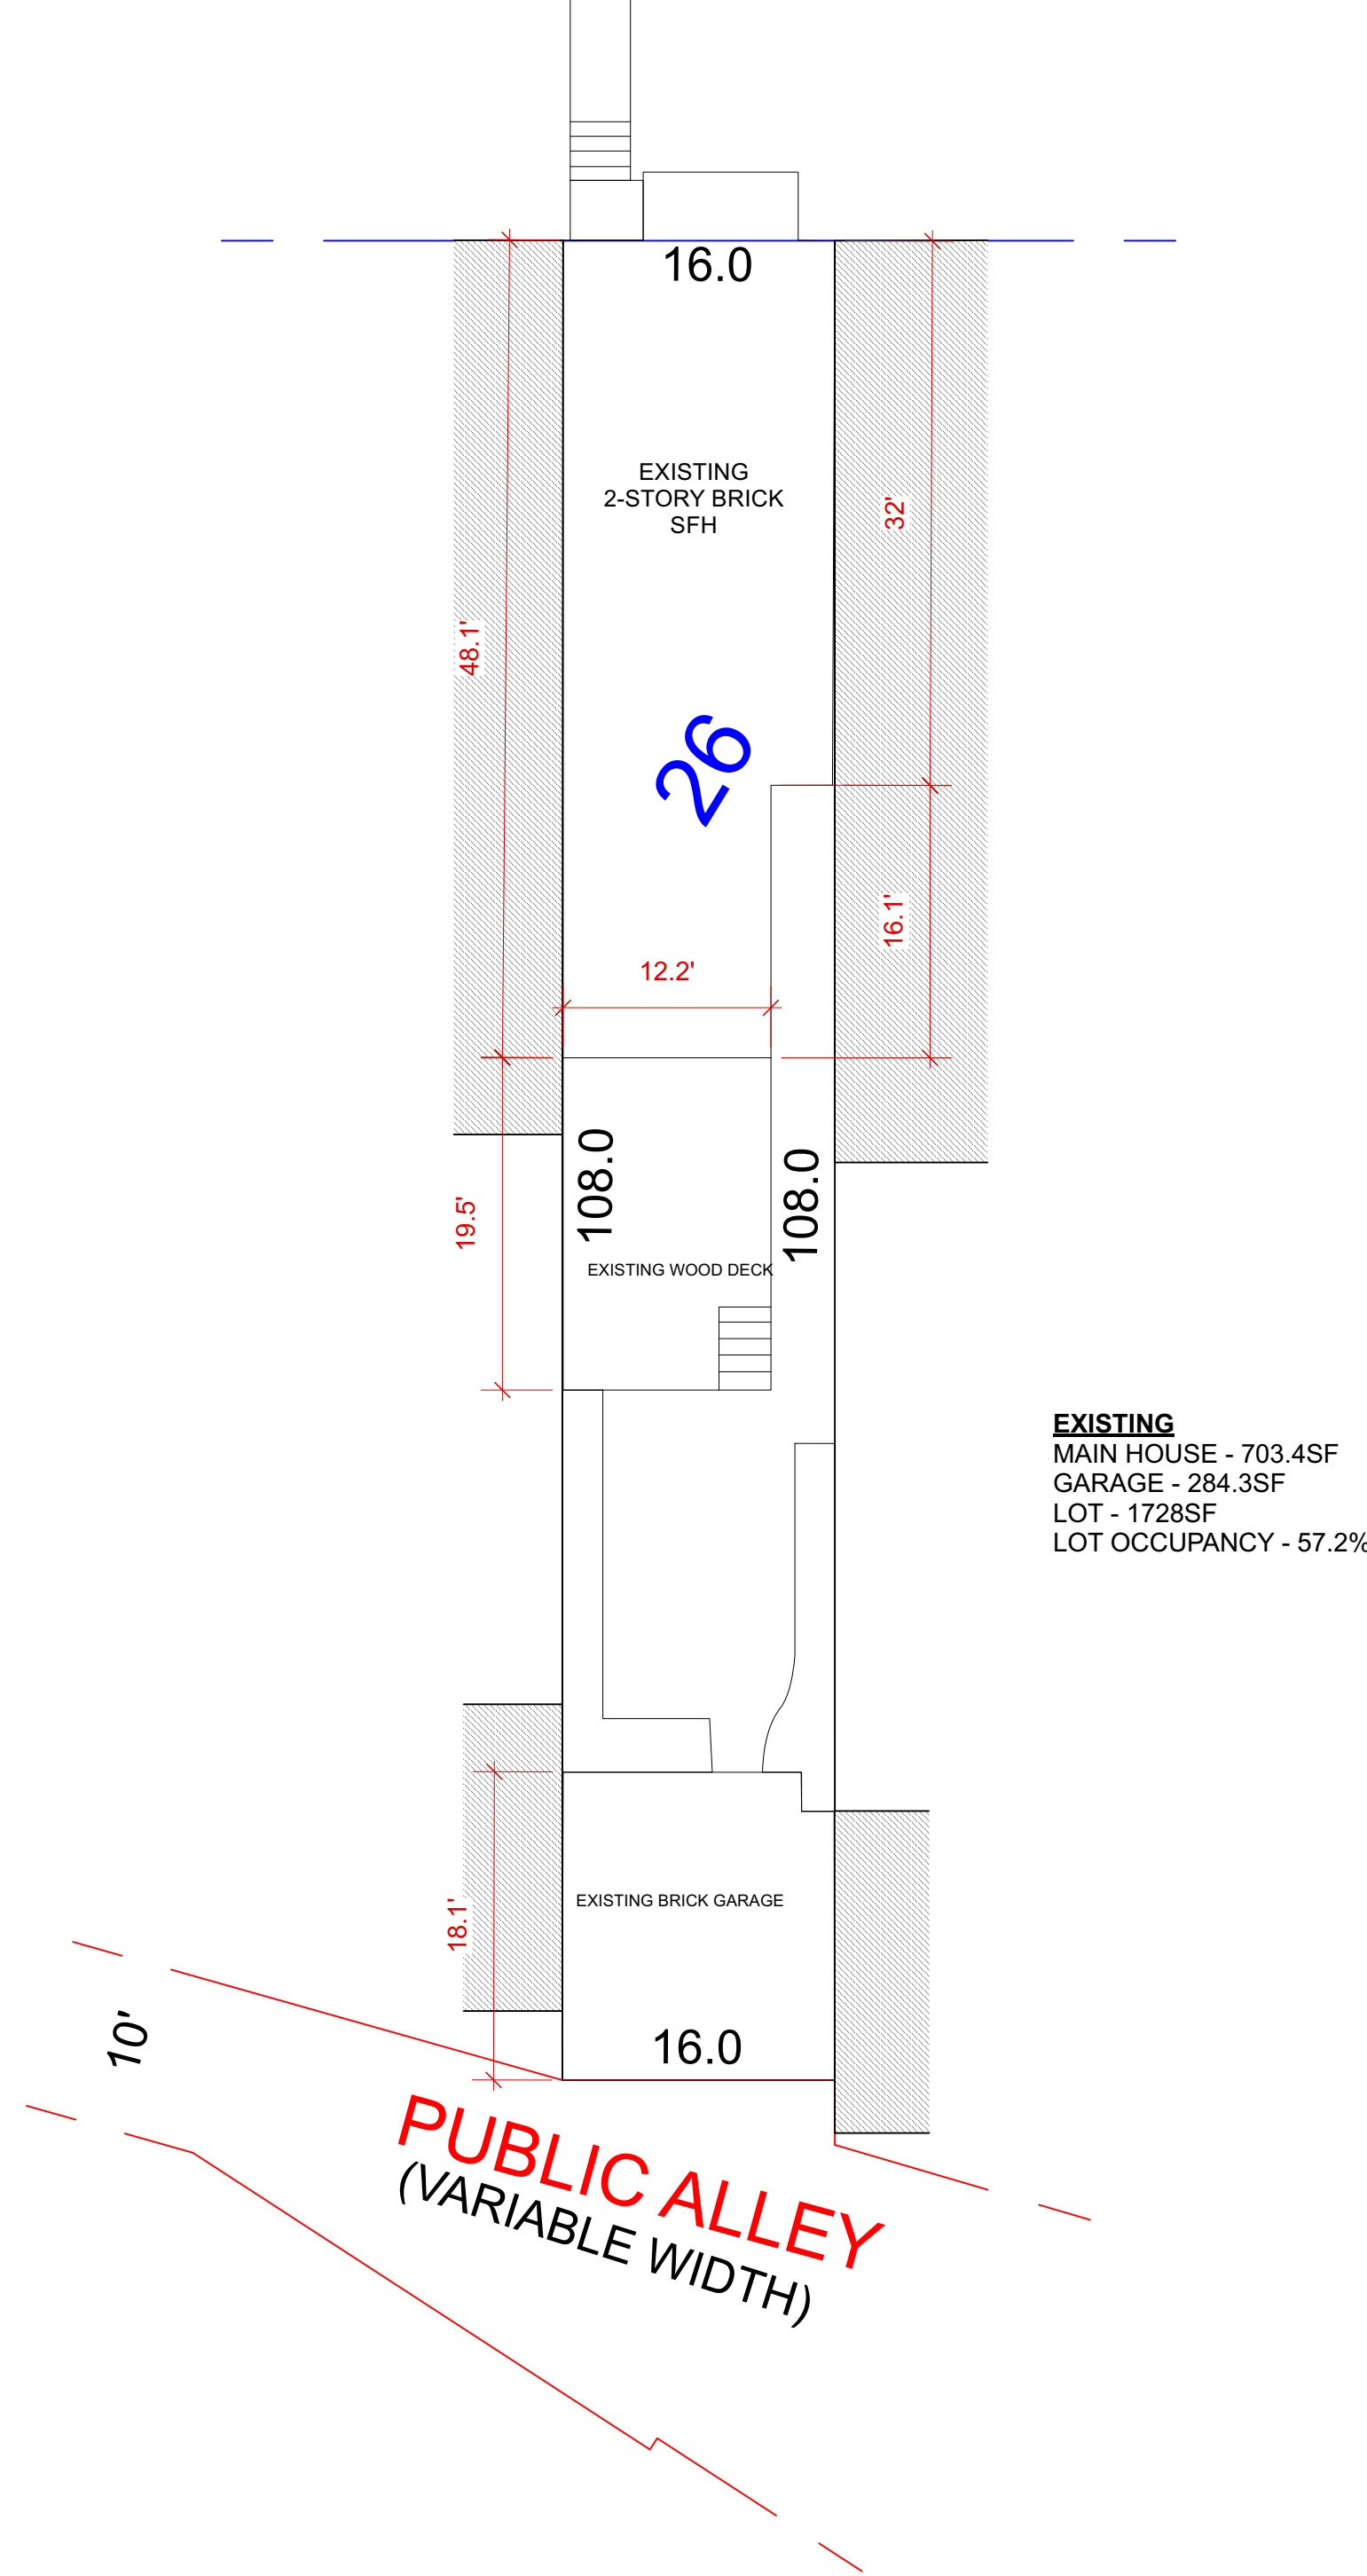 16.0
EXISTING
2-STORY BRICK
SFH
32'
48.1'
26
16.1'
12.2'
108.0
108.0
19.5'
EXISTING WOOD DECK
EXISTING
MAIN HOUSE - 703.4SF
GARAGE - 284.3SF
LOT - 1728SF
LOT OCCUPANCY - 57.2%
EXISTING BRICK GARAGE
18.1'
10'
16.0
PUBLIC ALLEY
(VARIABLE WIDTH)